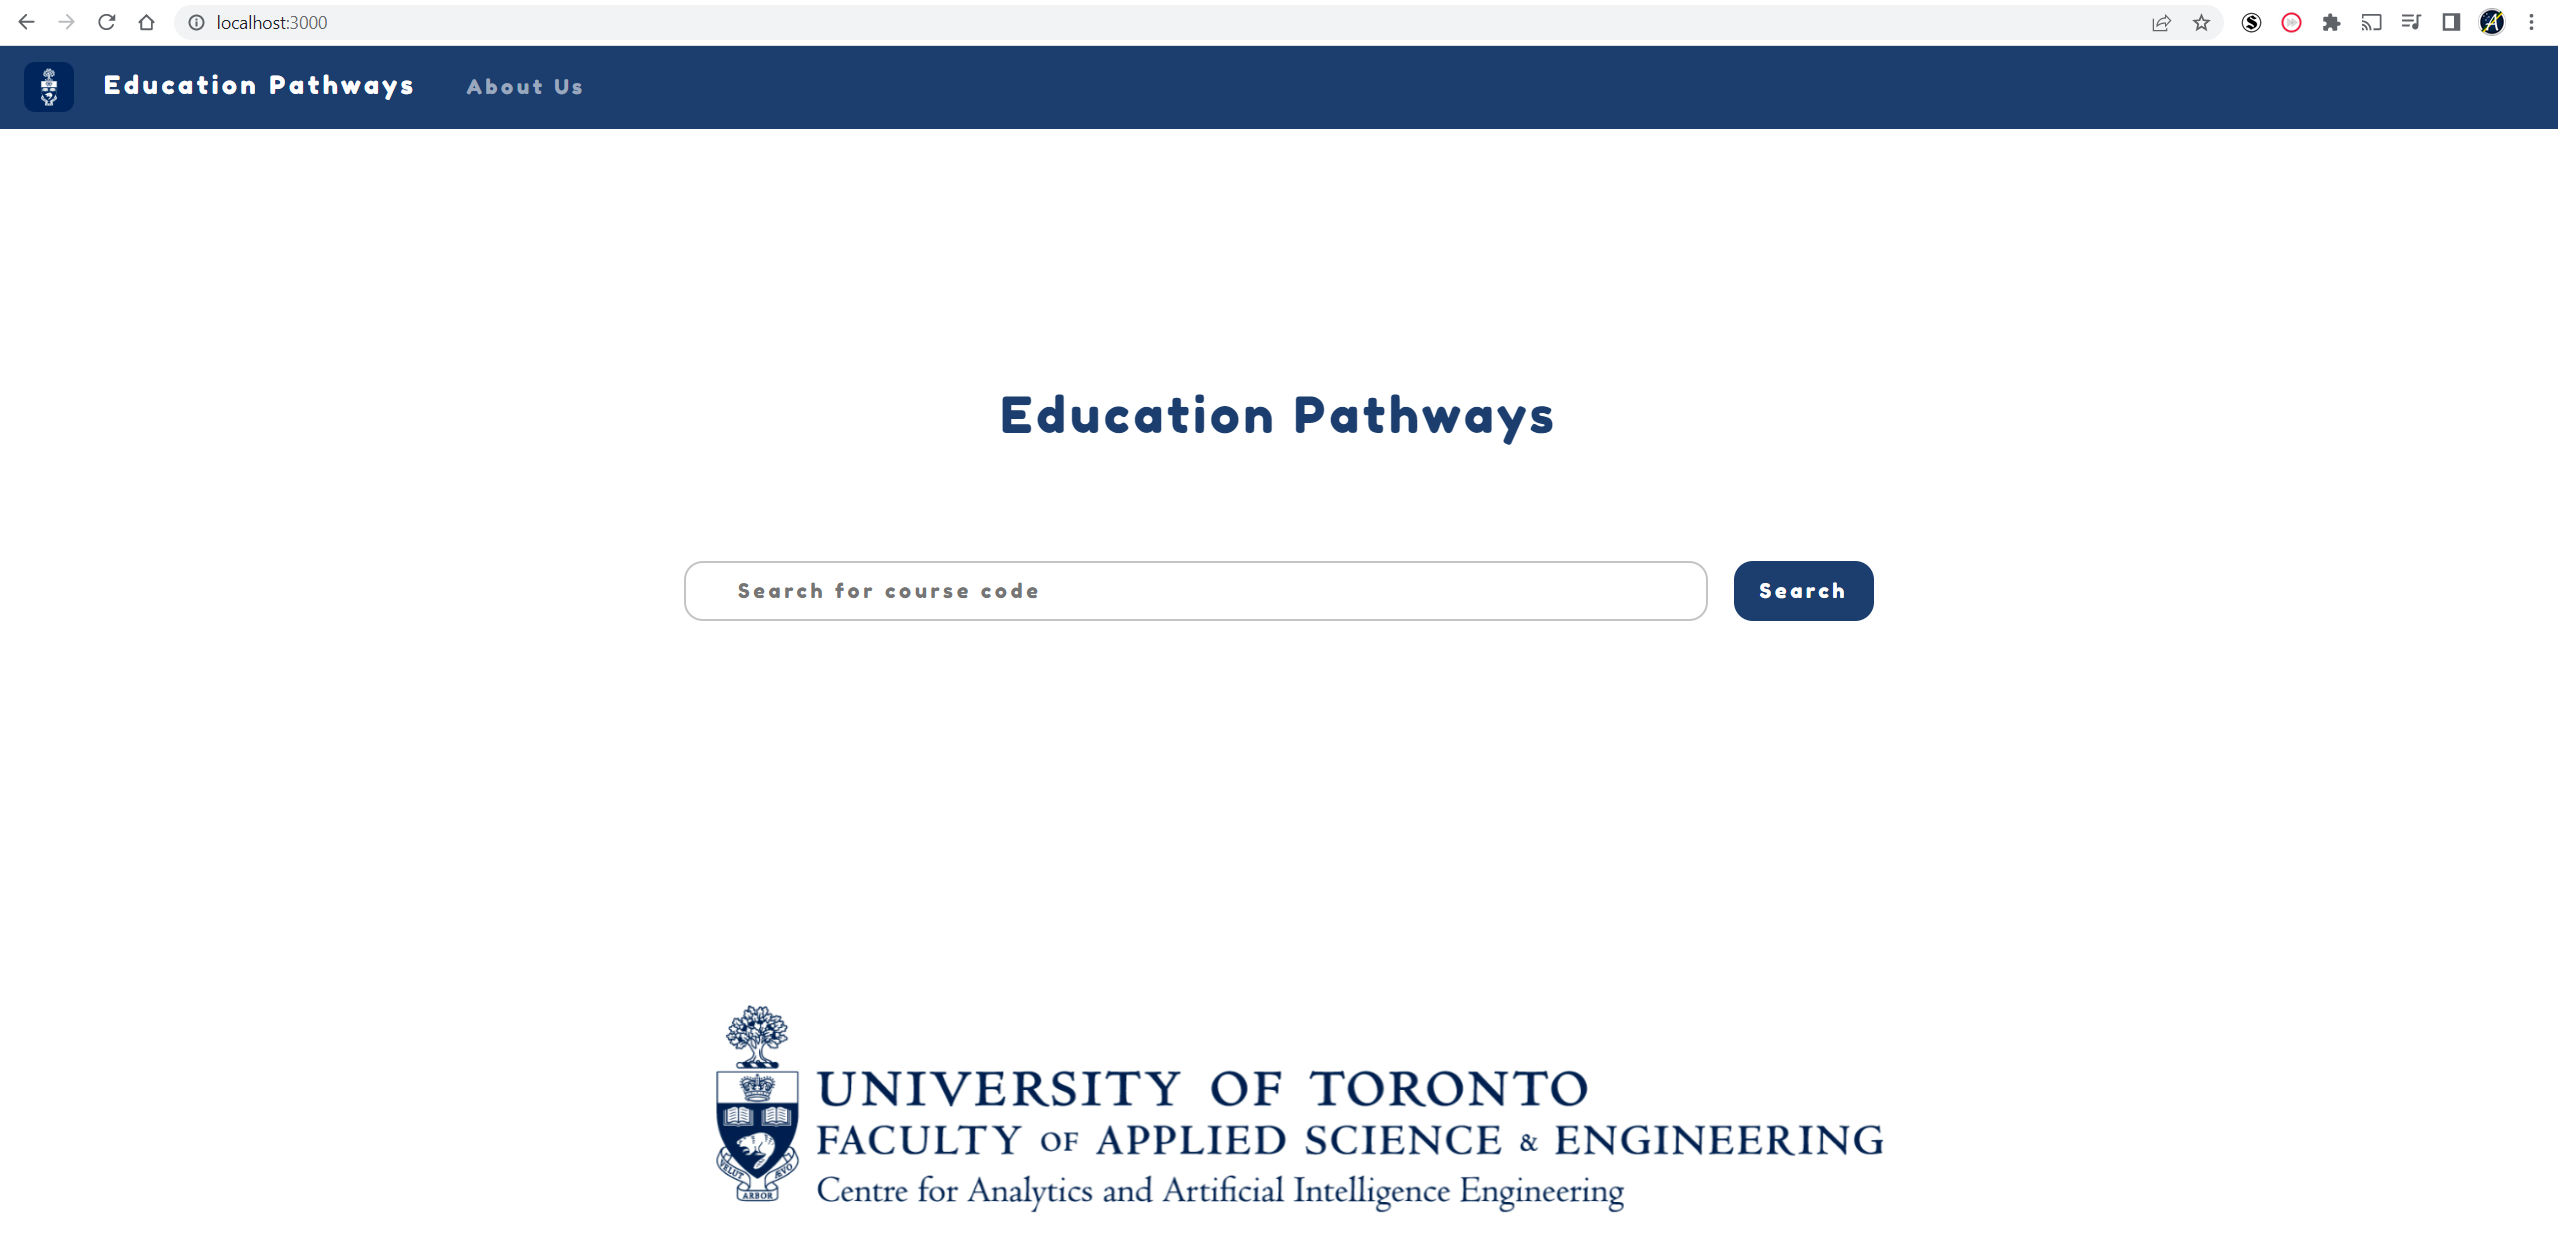 localhost:3000
Education Pathways
About Us
Education Pathways
Search for course code
Search
UNIVERSITY OF TORONTO
FACULTY OF APPLIED SCIENCE & ENGINEERING
Centre for Analytics and Artificial Intelligence Engineering
VELUT ARBOR ÆVO